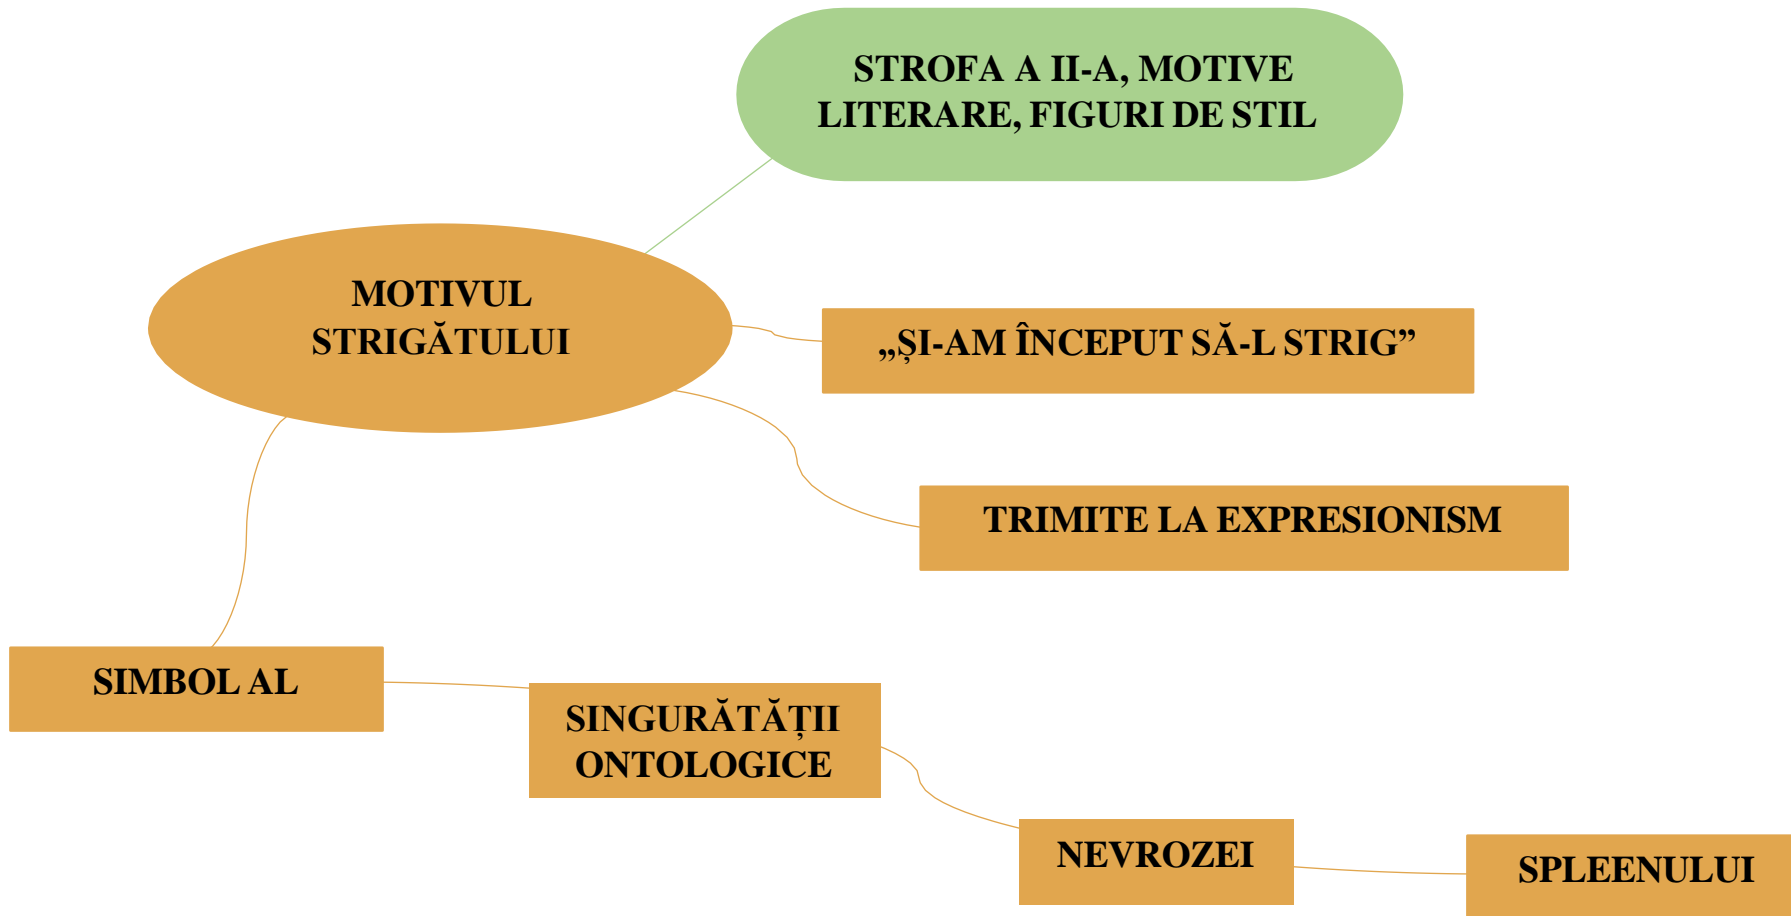 STROFA A II-A, MOTIVE
LITERARE, FIGURI DE STIL
MOTIVUL
STRIGĂTULUI
„ȘI-AM ÎNCEPUT SĂ-L STRIG”
TRIMITE LA EXPRESIONISM
SIMBOL AL
SINGURĂTĂȚII
ONTOLOGICE
NEVROZEI
SPLEENULUI